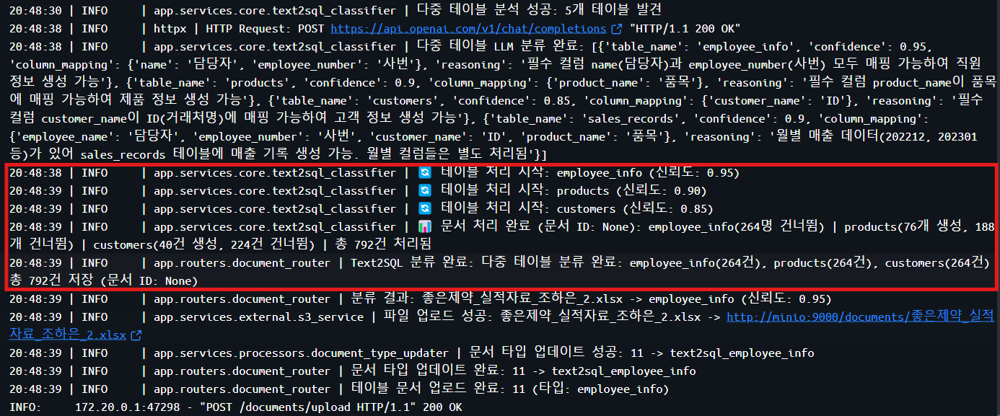 20:48:30 | INFO     | app.services.core.text2sql_classifier | 다중 테이블 분석 성공: 5개 테이블 발견
20:48:38 | INFO     | httpx | HTTP Request: POST https://api.openai.com/v1/chat/completions "HTTP/1.1 200 OK"
20:48:38 | INFO     | app.services.core.text2sql_classifier | 다중 테이블 LLM 분류 완료: [{'table_name': 'employee_info', 'confidence': 0.95,
'column_mapping': {'name': '담당자', 'employee_number': '사번'}, 'reasoning': '필수 컬럼 name(담당자)과 employee_number(사번) 모두 매핑 가능하여 직원
정보 생성 가능'}, {'table_name': 'products', 'confidence': 0.9, 'column_mapping': {'product_name': '품목'}, 'reasoning': '필수 컬럼 product_name이 품목
에 매핑 가능하여 제품 정보 생성 가능'}, {'table_name': 'customers', 'confidence': 0.85, 'column_mapping': {'customer_name': 'ID'}, 'reasoning': '필수
컬럼 customer_name이 ID(거래처명)에 매핑 가능하여 고객 정보 생성 가능'}, {'table_name': 'sales_records', 'confidence': 0.9, 'column_mapping':
{'employee_name': '담당자', 'employee_number': '사번', 'customer_name': 'ID', 'product_name': '품목'}, 'reasoning': '월별 매출 데이터(202212, 202301
등)가 있어 sales_records 테이블에 매출 기록 생성 가능. 월별 컬럼들은 별도 처리됨'}]
20:48:38 | INFO     | app.services.core.text2sql_classifier | 🔄 테이블 처리 시작: employee_info (신뢰도: 0.95)
20:48:39 | INFO     | app.services.core.text2sql_classifier | 🔄 테이블 처리 시작: products (신뢰도: 0.90)
20:48:39 | INFO     | app.services.core.text2sql_classifier | 🔄 테이블 처리 시작: customers (신뢰도: 0.85)
20:48:39 | INFO     | app.services.core.text2sql_classifier | 📊 문서 처리 완료 (문서 ID: None): employee_info(264명 건너뜀) | products(76개 생성, 188
개 건너뜀) | customers(40건 생성, 224건 건너뜀) | 총 792건 처리됨
20:48:39 | INFO     | app.routers.document_router | Text2SQL 분류 완료: 다중 테이블 분류 완료: employee_info(264건), products(264건), customers(264건)
총 792건 저장 (문서 ID: None)
20:48:39 | INFO     | app.routers.document_router | 분류 결과: 좋은제약_실적자료_조하은_2.xlsx -> employee_info (신뢰도: 0.95)
20:48:39 | INFO     | app.services.external.s3_service | 파일 업로드 성공: 좋은제약_실적자료_조하은_2.xlsx -> http://minio:9000/documents/좋은제약_실적
자료_조하은_2.xlsx
20:48:39 | INFO     | app.services.processors.document_type_updater | 문서 타입 업데이트 성공: 11 -> text2sql_employee_info
20:48:39 | INFO     | app.routers.document_router | 문서 타입 업데이트 완료: 11 -> text2sql_employee_info
20:48:39 | INFO     | app.routers.document_router | 테이블 문서 업로드 완료: 11 (타입: employee_info)
INFO:     172.20.0.1:47298 - "POST /documents/upload HTTP/1.1" 200 OK